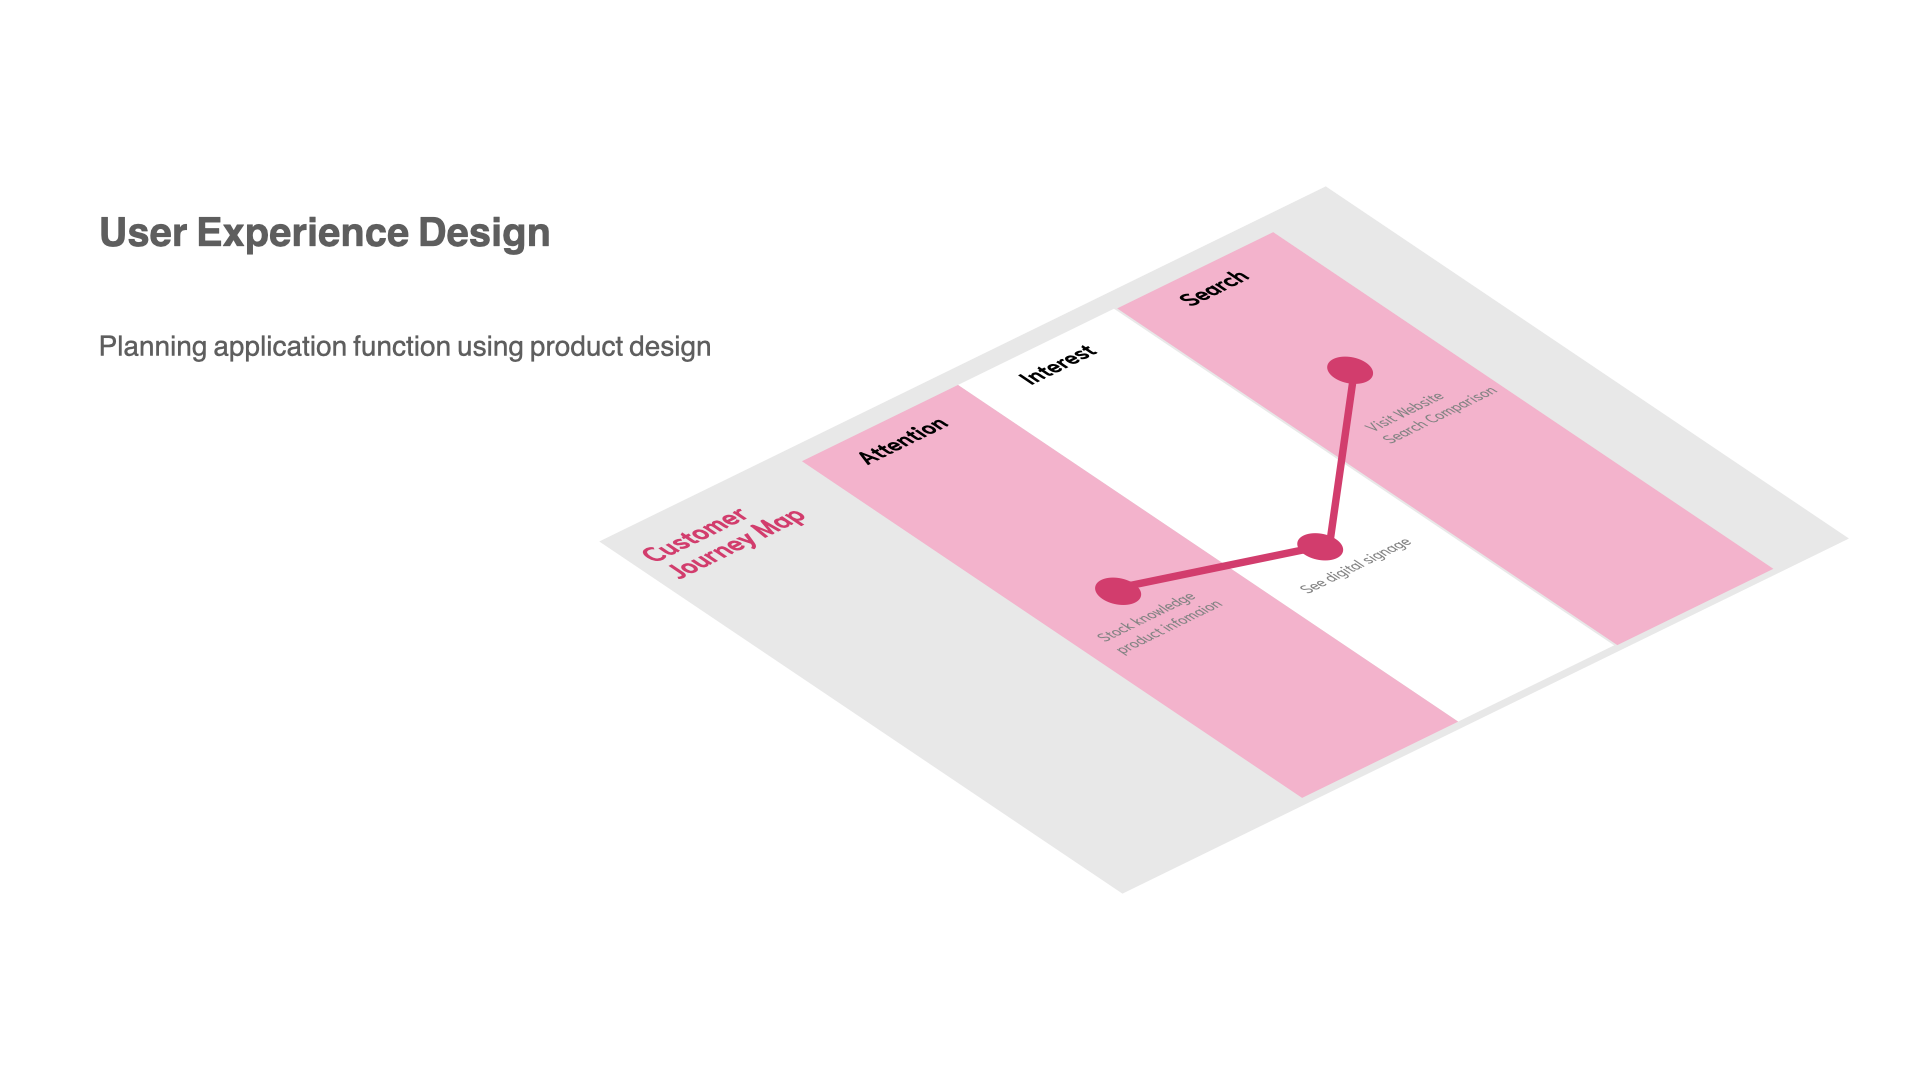 User Experience Design
Planning application function using product design
Customer
Journey Map
Attention
Interest
Search
Stock knowledge
product infomaion
See digital signage
Visit Website
Search Comparison